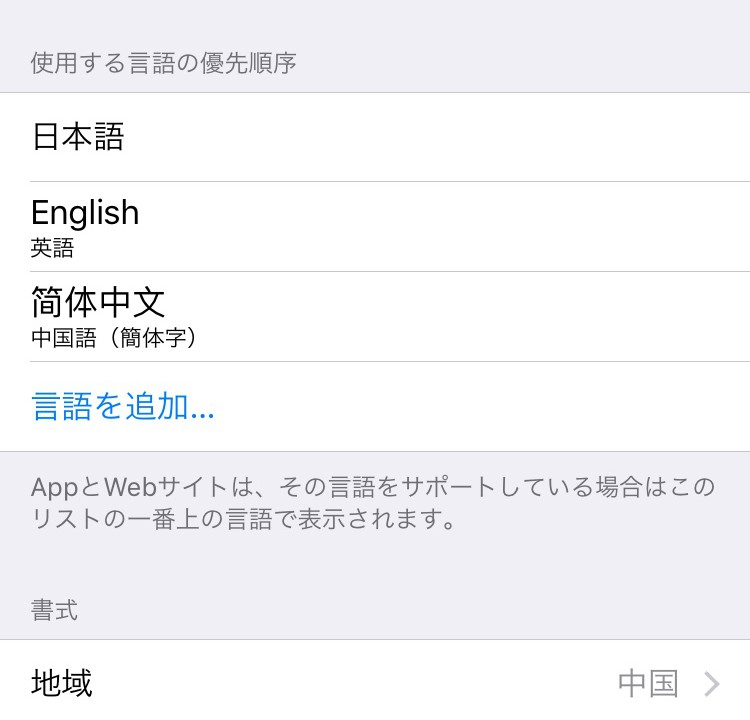 使用する言語の優先順序
日本語
English
英語
简体中文
中国語（簡体字）
言語を追加...
AppとWebサイトは、その言語をサポートしている場合はこの
リストの一番上の言語で表示されます。
書式
地域 中国